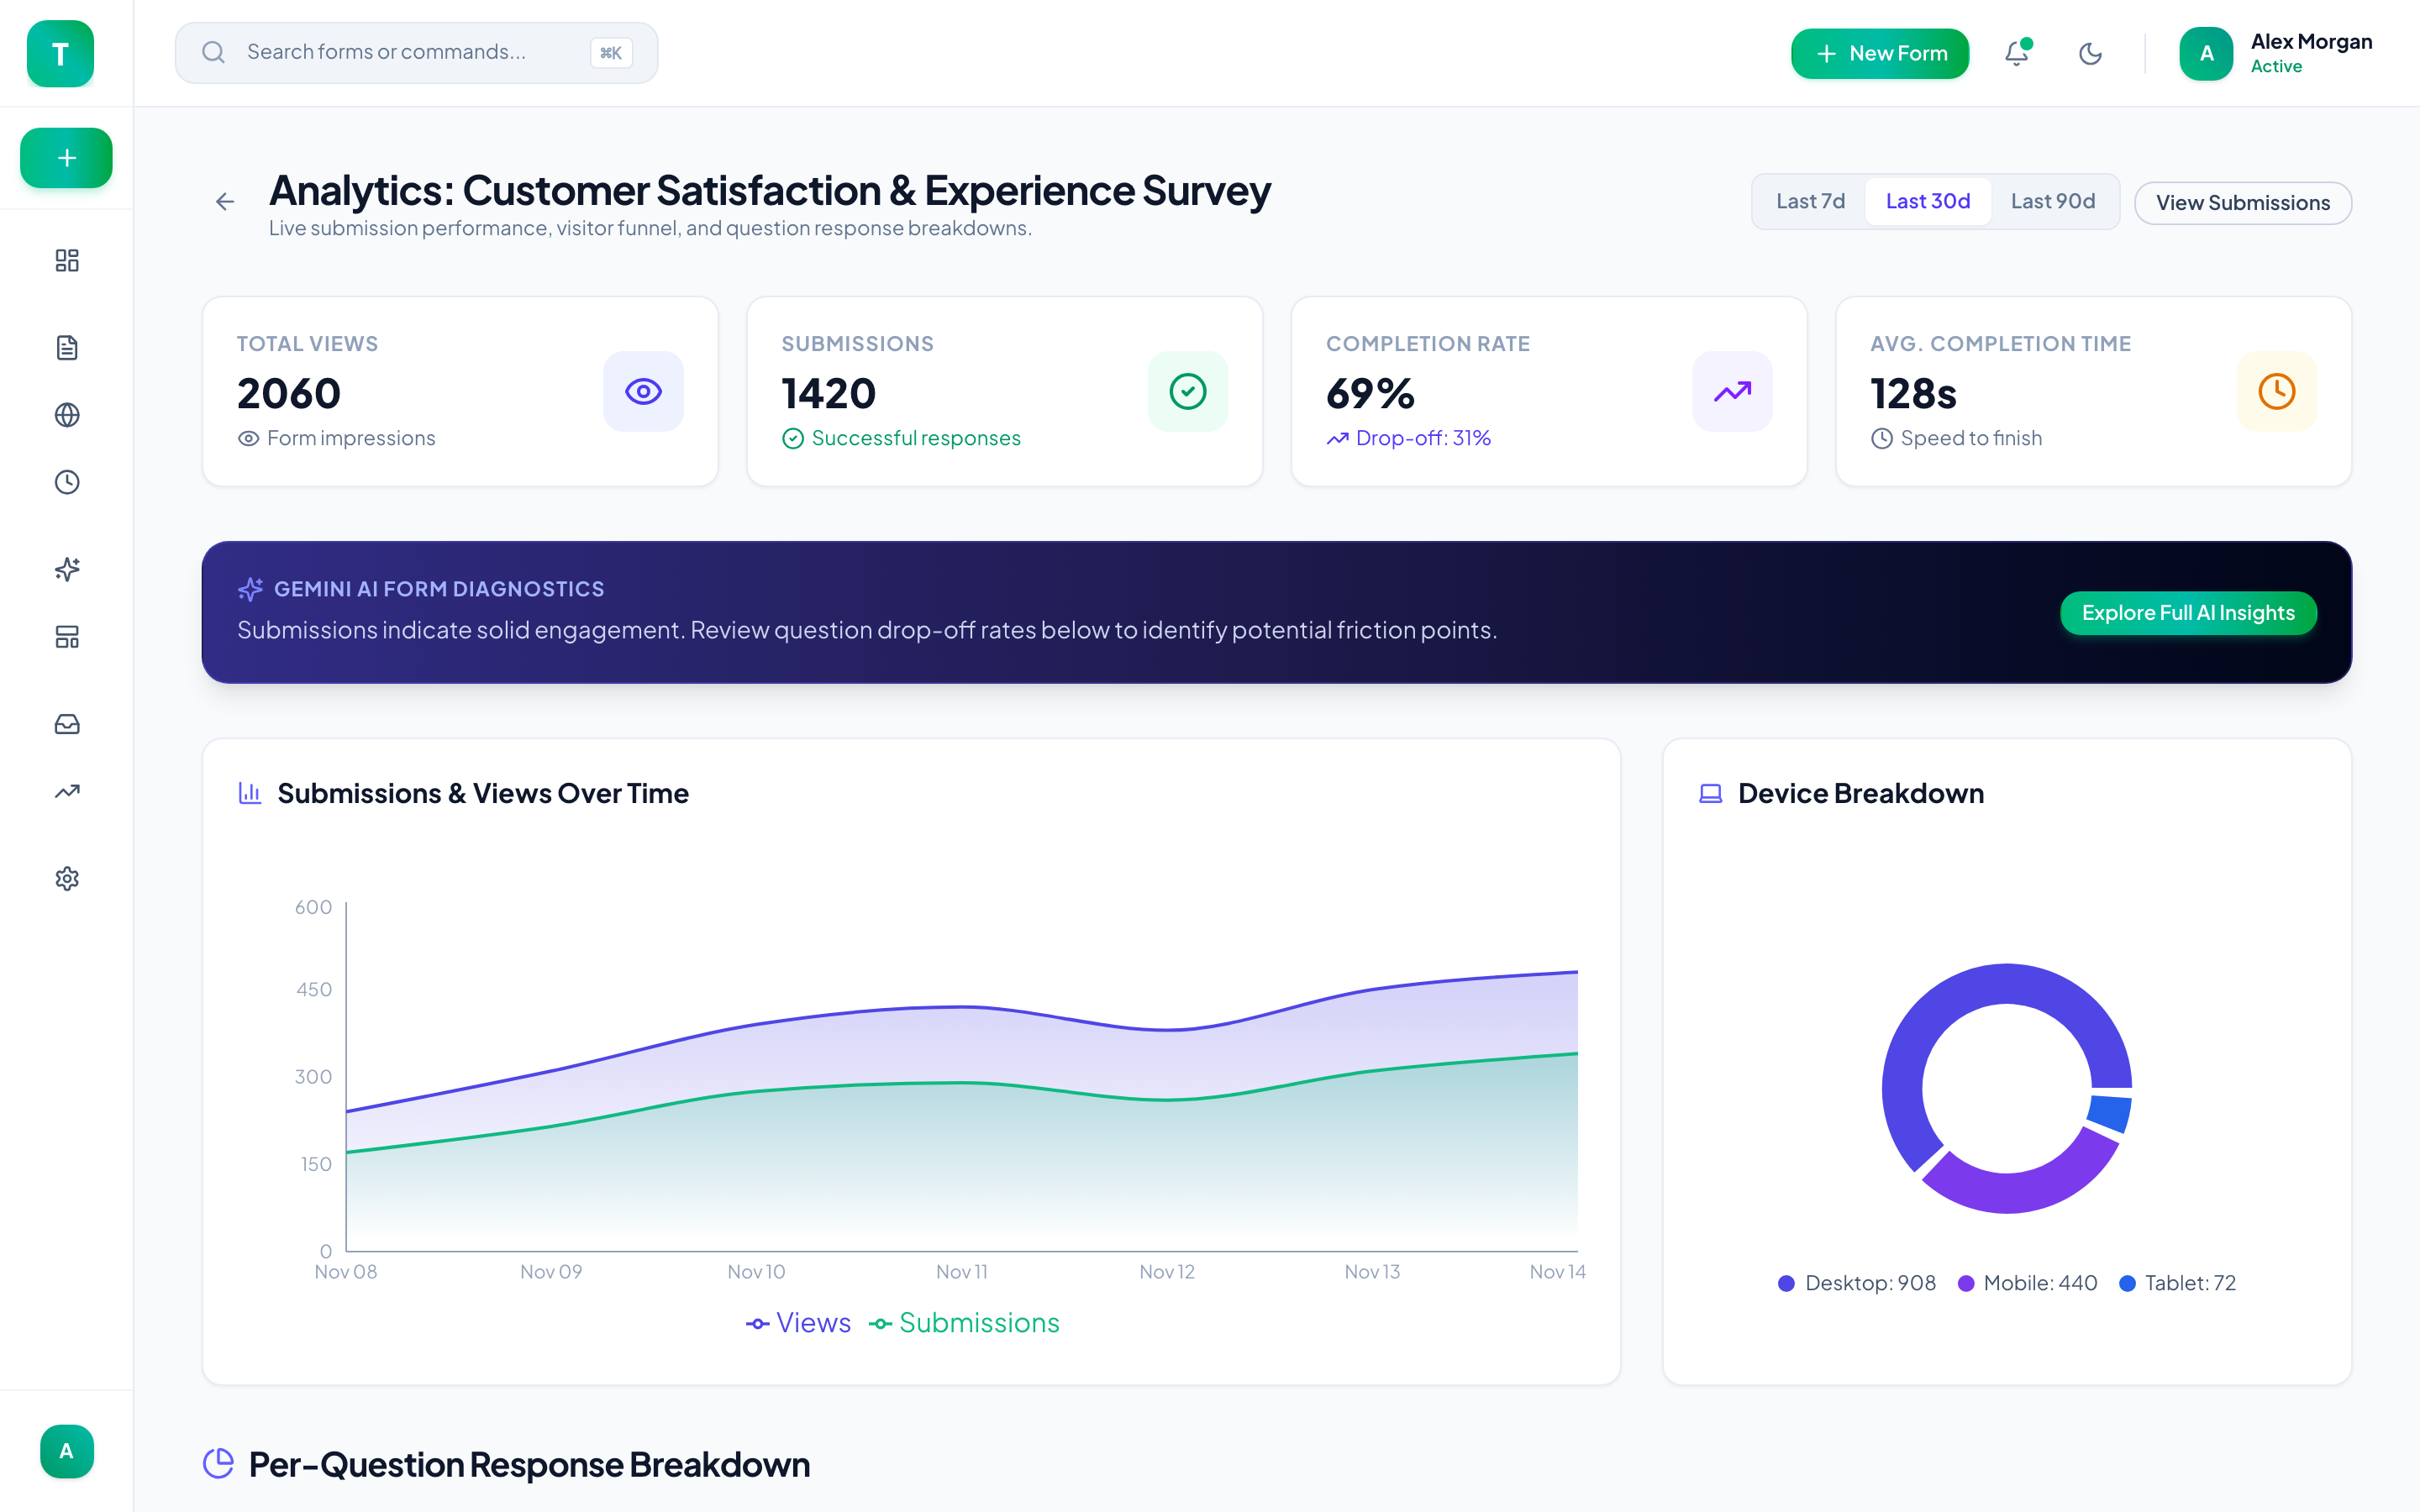 T
Search forms or commands...
⌘K
New Form
A
Alex Morgan
Active
Analytics: Customer Satisfaction & Experience Survey
Live submission performance, visitor funnel, and question response breakdowns.
Last 7d
Last 30d
Last 90d
View Submissions
TOTAL VIEWS
2060
Form impressions
SUBMISSIONS
1420
Successful responses
COMPLETION RATE
69%
Drop-off: 31%
AVG. COMPLETION TIME
128s
Speed to finish
GEMINI AI FORM DIAGNOSTICS
Submissions indicate solid engagement. Review question drop-off rates below to identify potential friction points.
Explore Full AI Insights
Submissions & Views Over Time
600
450
300
150
0
Nov 08
Nov 09
Nov 10
Nov 11
Nov 12
Nov 13
Nov 14
Views
Submissions
Device Breakdown
Desktop: 908
Mobile: 440
Tablet: 72
Per-Question Response Breakdown
A